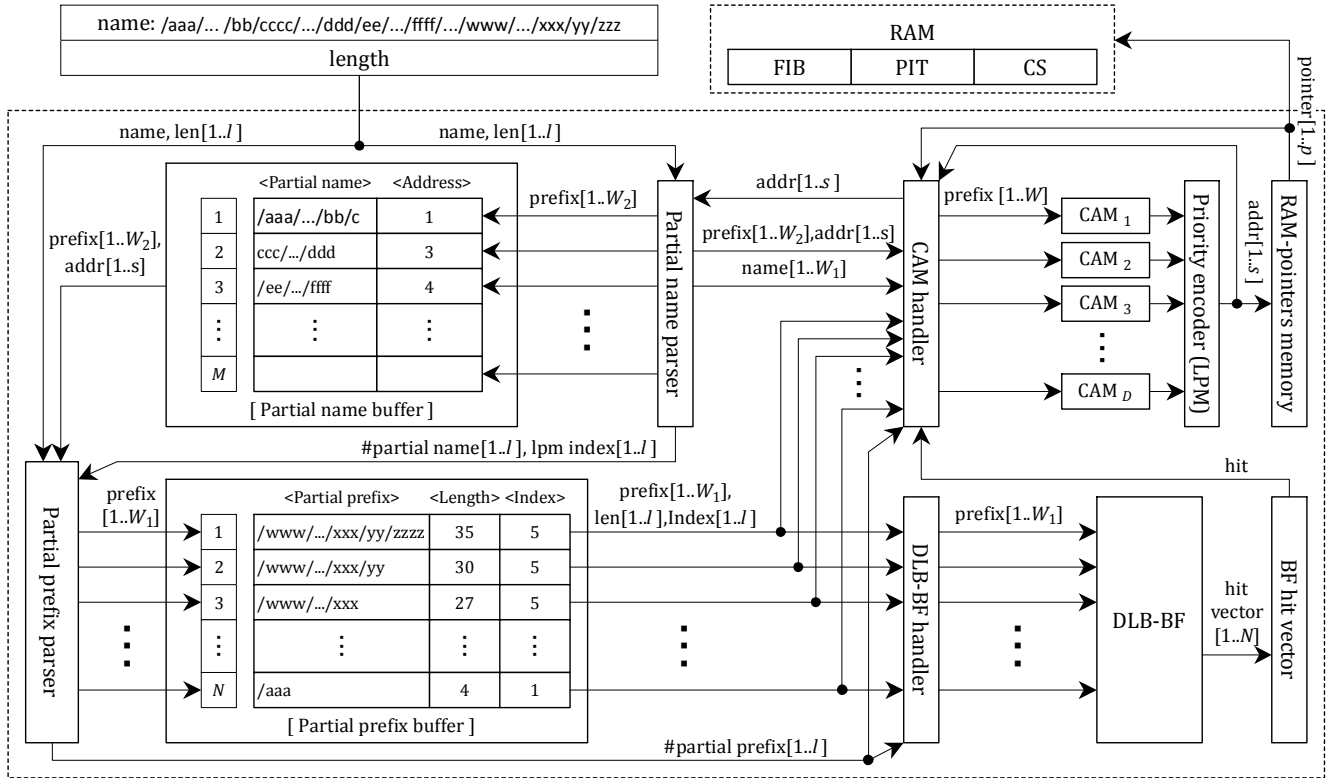 name: /aaa/... /bb/cccc/.../ddd/ee/.../ffff/.../www/.../xxx/yy/zzz
length
RAM
FIB PIT CS
pointer[1..p]
name, len[1..l]
name, len[1..l]
<Partial name> <Address>
1 /aaa/.../bb/c 1
2 ccc/.../ddd 3
3 /ee/.../ffff 4
⋮ ⋮ ⋮
M
[ Partial name buffer ]
prefix[1..W₂],
addr[1..s]
prefix[1..W₂]
Partial name parser
addr[1..s]
prefix[1..W₂],addr[1..s]
name[1..W₁]
CAM handler
prefix [1..W]
CAM 1
CAM 2
CAM 3
⋮
CAM D
Priority encoder (LPM)
addr[1..s]
RAM-pointers memory
#partial name[1..l], lpm index[1..l]
hit
Partial prefix parser
prefix
[1..W₁]
<Partial prefix> <Length> <Index>
1 /www/.../xxx/yy/zzzz 35 5
2 /www/.../xxx/yy 30 5
3 /www/.../xxx 27 5
⋮ ⋮ ⋮ ⋮
N /aaa 4 1
[ Partial prefix buffer ]
prefix[1..W₁],
len[1..l],Index[1..l]
DLB-BF handler
prefix[1..W₁]
DLB-BF
hit
vector
[1..N]
BF hit vector
#partial prefix[1..l]